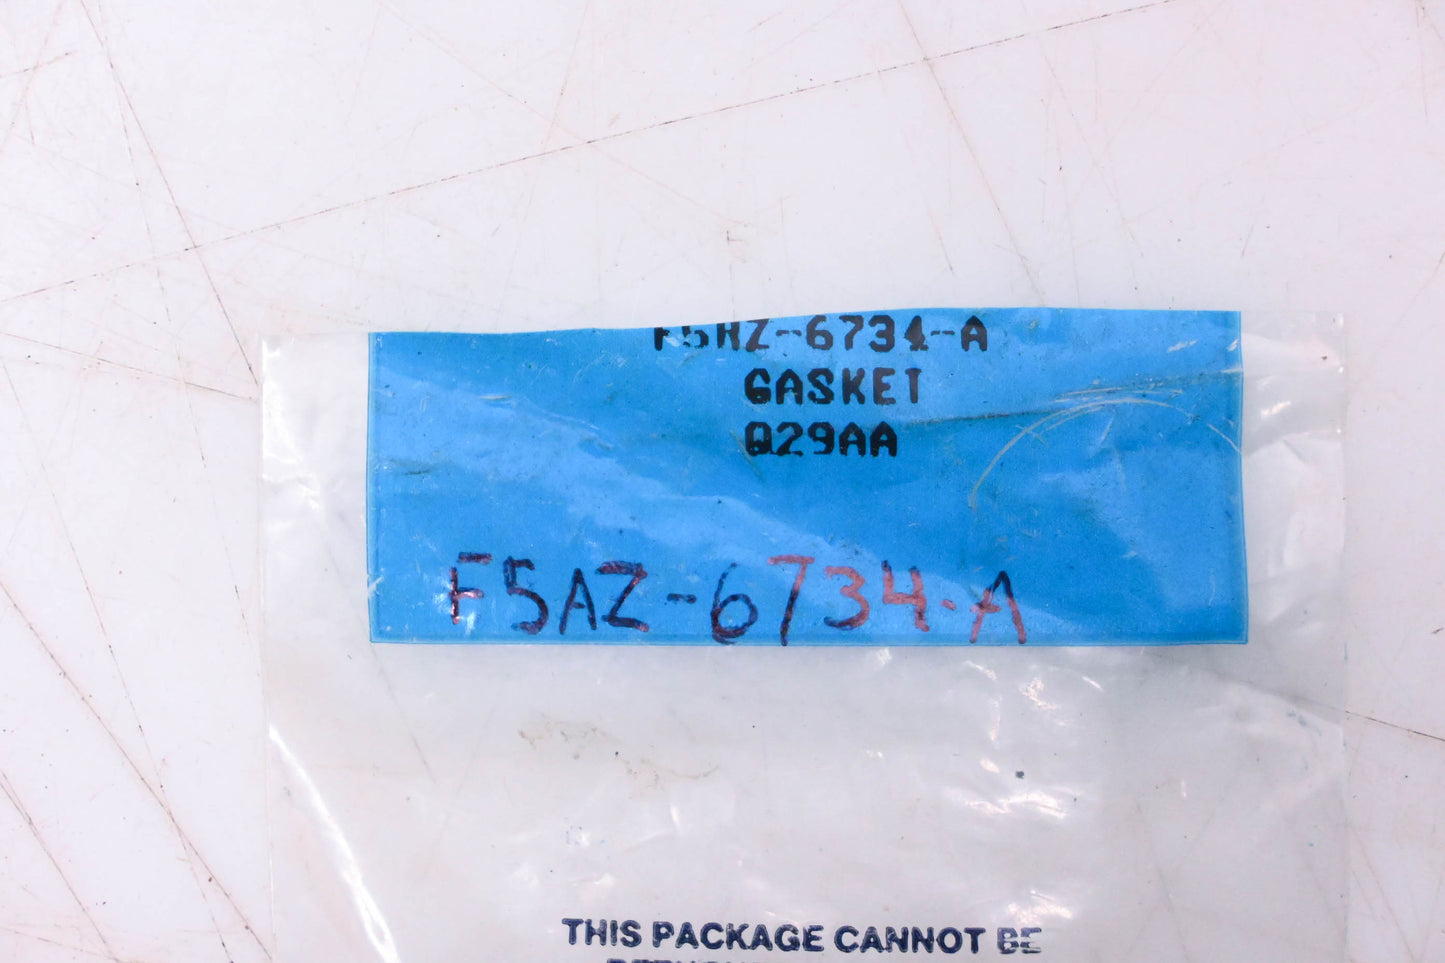 F5AZ-6734-A
GASKET
Q29AA
F5AZ-6734-A
THIS PACKAGE CANNOT BE